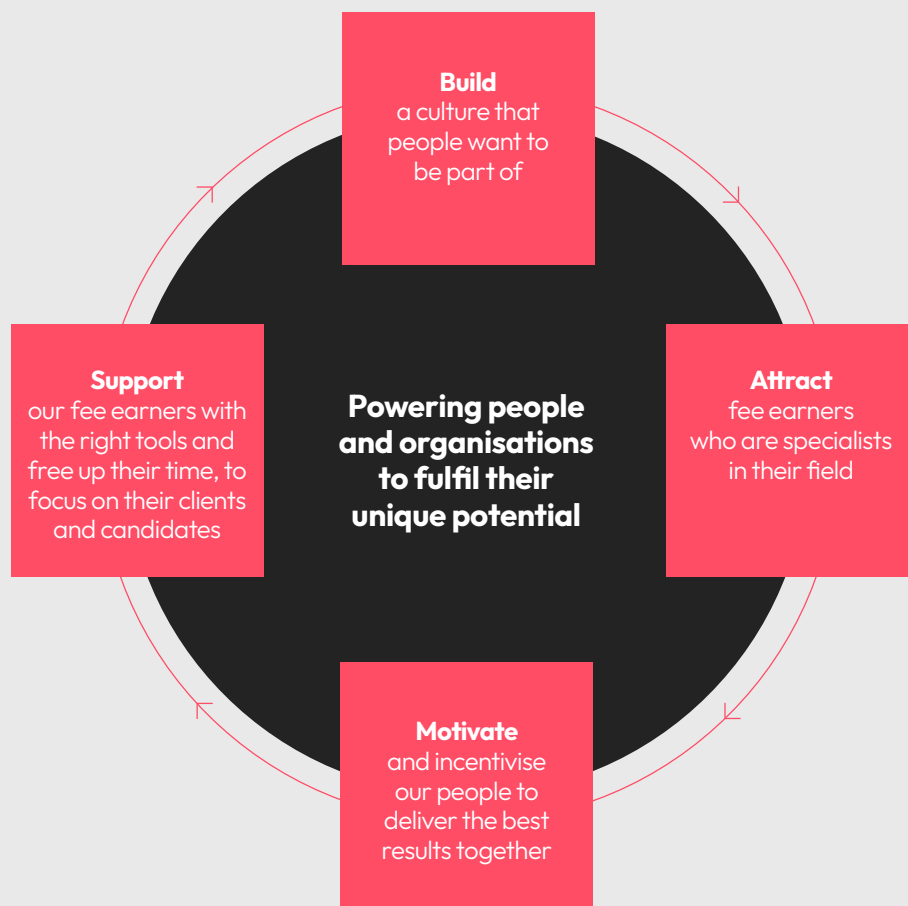 Build
a culture that
people want to
be part of
Support
our fee earners with
the right tools and
free up their time, to
focus on their clients
and candidates
Powering people
and organisations
to fulfil their
unique potential
Attract
fee earners
who are specialists
in their field
Motivate
and incentivise
our people to
deliver the best
results together